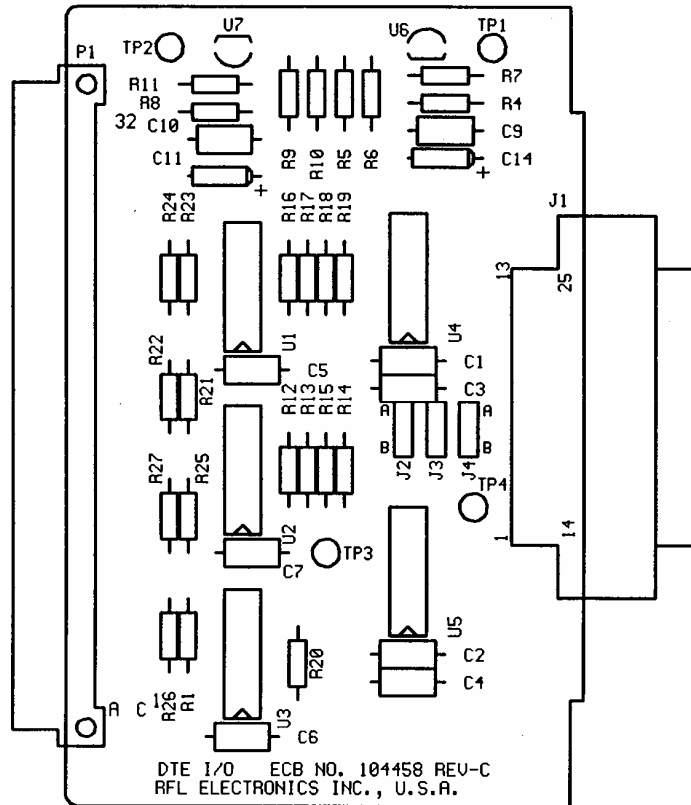 U7
U6
TP1
P1
TP2
R11
R7
R8
R4
32
C10
C9
C11
C14
+
+
R9
R10
R5
R6
R24
R23
R16
R17
R18
R19
J1
13
25
U1
U4
R22
C5
C1
R21
C3
R12
R13
R15
R14
A
A
B
B
J2
J3
J4
R27
R25
TP4
U2
TP3
1
14
C7
U5
R20
C2
C4
A
C
1
R26
R1
U3
C6
DTE I/O ECB NO. 104458 REV-C
RFL ELECTRONICS INC., U.S.A.